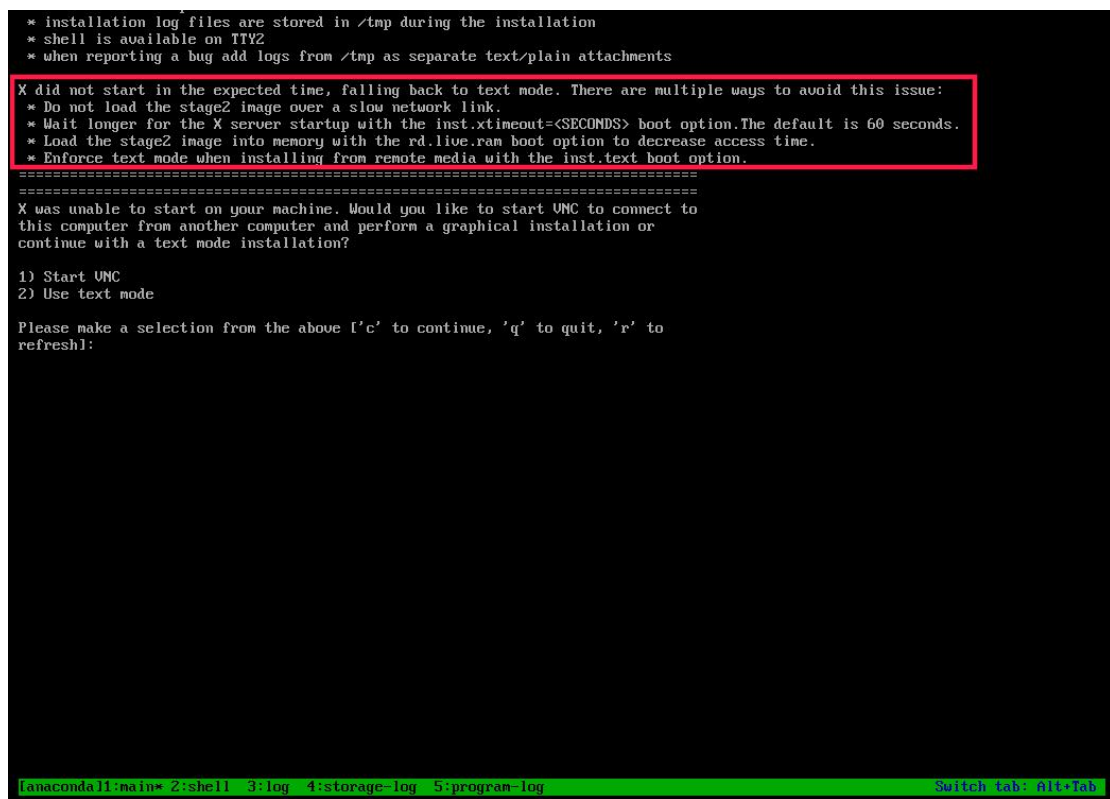 * installation log files are stored in /tmp during the installation
* shell is available on TTY2
* when reporting a bug add logs from /tmp as separate text/plain attachments
X did not start in the expected time, falling back to text mode. There are multiple ways to avoid this issue:
* Do not load the stage2 image over a slow network link.
* Wait longer for the X server startup with the inst.xtimeout=<SECONDS> boot option.The default is 60 seconds.
* Load the stage2 image into memory with the rd.live.ram boot option to decrease access time.
* Enforce text mode when installing from remote media with the inst.text boot option.
================================================================================
================================================================================
X was unable to start on your machine. Would you like to start VNC to connect to
this computer from another computer and perform a graphical installation or
continue with a text mode installation?
1) Start VNC
2) Use text mode
Please make a selection from the above ['c' to continue, 'q' to quit, 'r' to
refresh]:
[anaconda]1:main* 2:shell 3:log 4:storage-log 5:program-log Switch tab: Alt+Tab